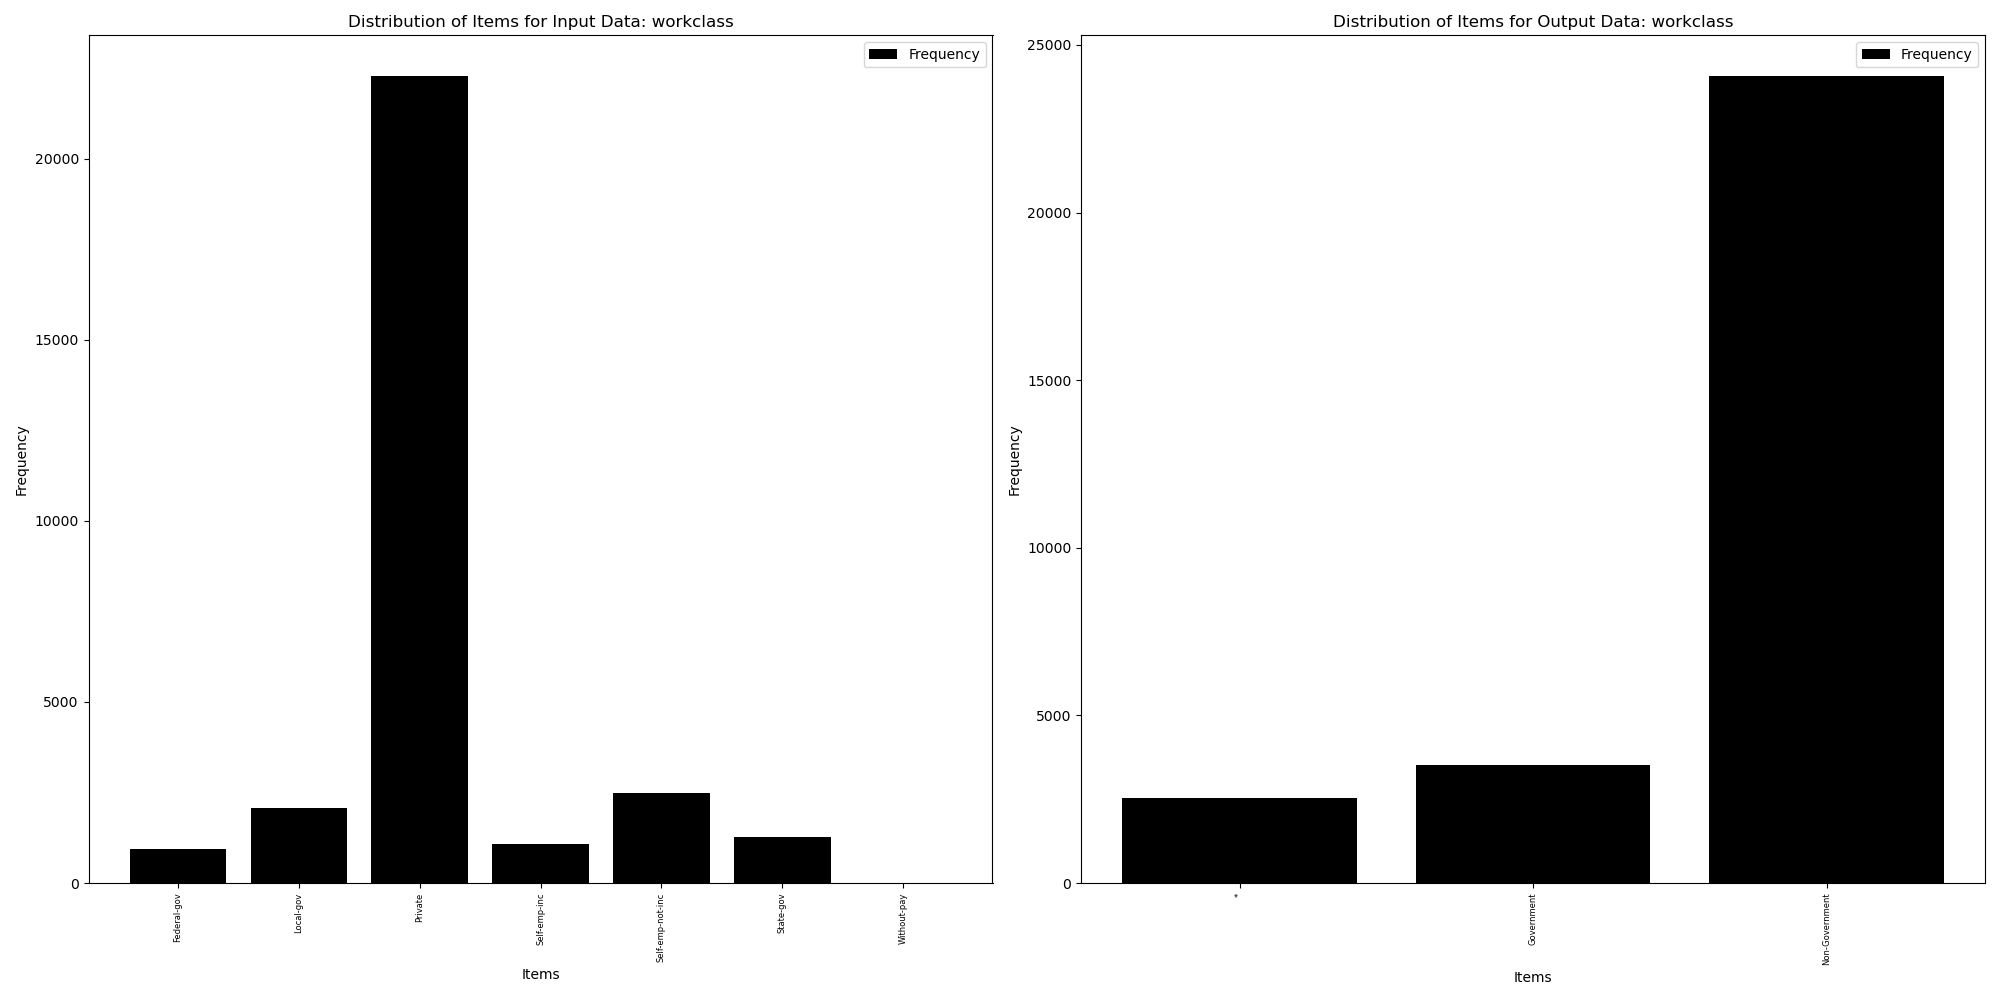 Distribution of Items for Input Data: workclass
Frequency
20000
15000
10000
5000
0
Frequency
Federal-gov
Local-gov
Private
Self-emp-inc
Self-emp-not-inc
State-gov
Without-pay
Items
Distribution of Items for Output Data: workclass
Frequency
25000
20000
15000
10000
5000
0
Frequency
*
Government
Non-Government
Items